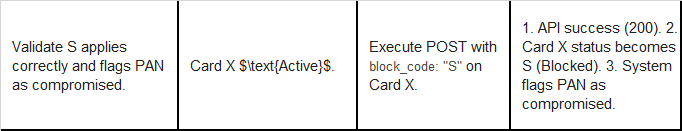 Validate S applies
correctly and flags PAN
as compromised.
Card X $\text{Active}$.
Execute POST with
block_code: "S" on
Card X.
1. API success (200). 2.
Card X status becomes
S (Blocked). 3. System
flags PAN as
compromised.